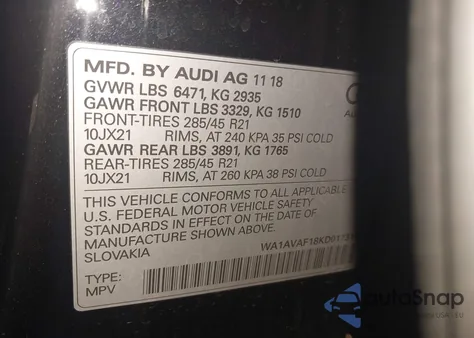 MFD. BY AUDI AG 11 18
GVWR LBS 6471, KG 2935
GAWR FRONT LBS 3329, KG 1510
FRONT-TIRES 285/45 R21
10JX21 RIMS, AT 240 KPA 35 PSI COLD
GAWR REAR LBS 3891, KG 1765
REAR-TIRES 285/45 R21
10JX21 RIMS, AT 260 KPA 38 PSI COLD
THIS VEHICLE CONFORMS TO ALL APPLICABLE
U.S. FEDERAL MOTOR VEHICLE SAFETY
STANDARDS IN EFFECT ON THE DATE OF
MANUFACTURE SHOWN ABOVE.
SLOVAKIA
TYPE:
MPV
autoSnap